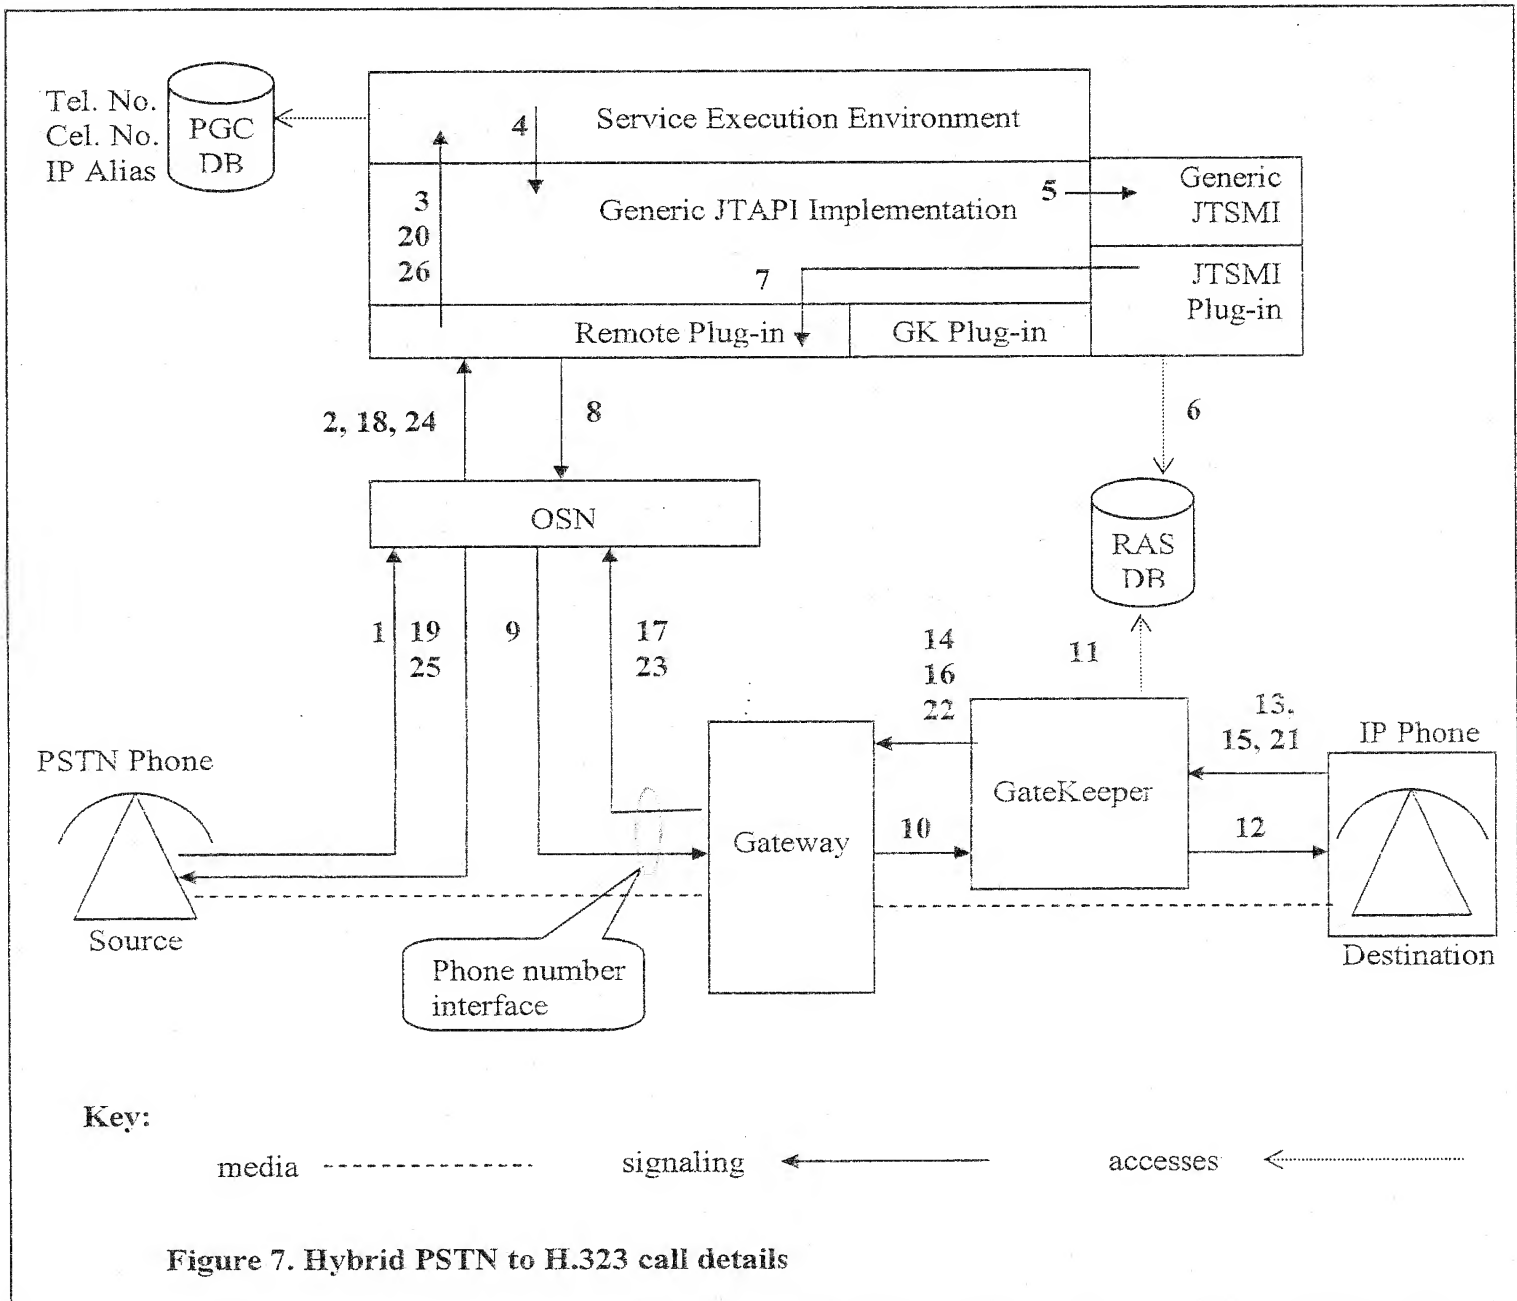 Tel. No.
Cel. No.
IP Alias
PGC
DB
Service Execution Environment
4
3
20
26
Generic JTAPI Implementation
5
Generic
JTSMI
7
JTSMI
Plug-in
Remote Plug-in
GK Plug-in
2, 18, 24
8
6
OSN
RAS
DB
1
19
25
9
17
23
14
16
22
11
13,
15, 21
IP Phone
PSTN Phone
GateKeeper
Gateway
10
12
Source
Destination
Phone number
interface
Key:
media
signaling
accesses
Figure 7. Hybrid PSTN to H.323 call details